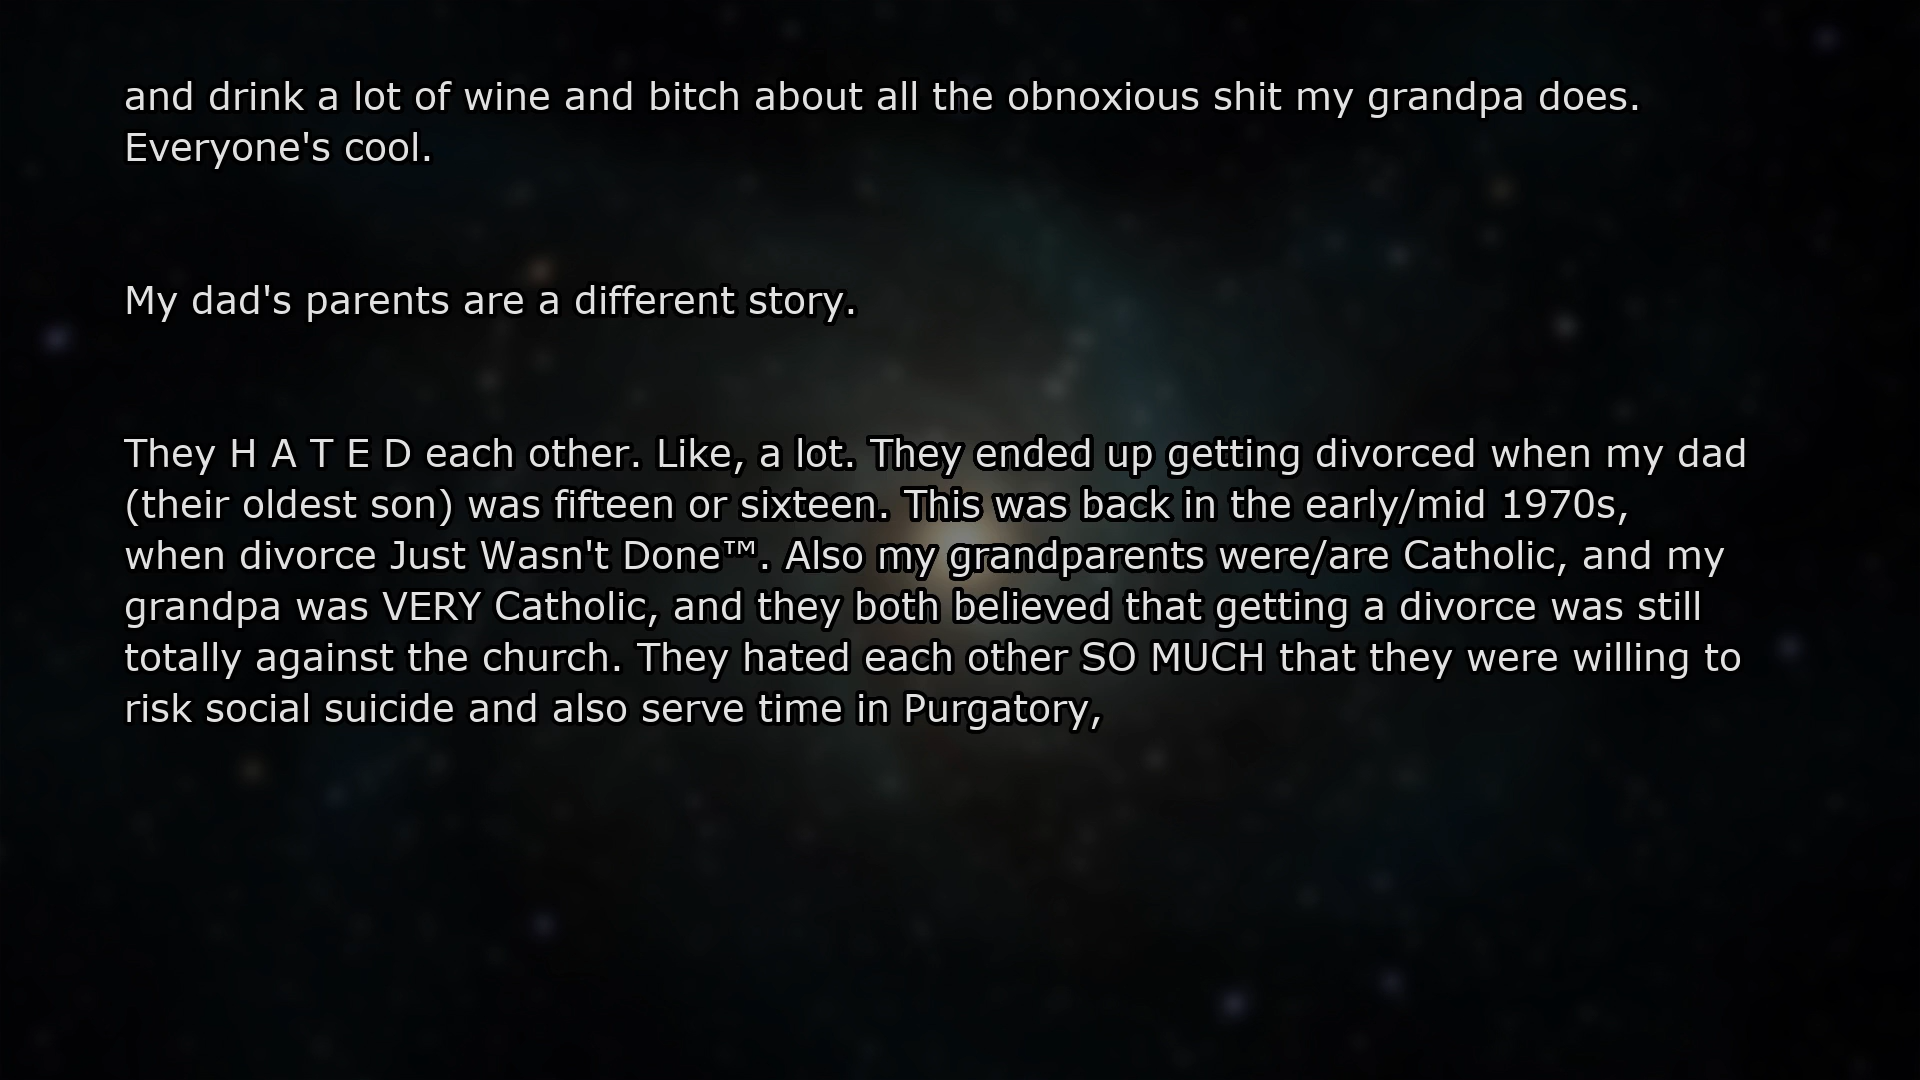 and drink a lot of wine and bitch about all the obnoxious shit my grandpa does.
Everyone's cool.
My dad's parents are a different story.
They H A T E D each other. Like, a lot. They ended up getting divorced when my dad
(their oldest son) was fifteen or sixteen. This was back in the early/mid 1970s,
when divorce Just Wasn't Done™. Also my grandparents were/are Catholic, and my
grandpa was VERY Catholic, and they both believed that getting a divorce was still
totally against the church. They hated each other SO MUCH that they were willing to
risk social suicide and also serve time in Purgatory,